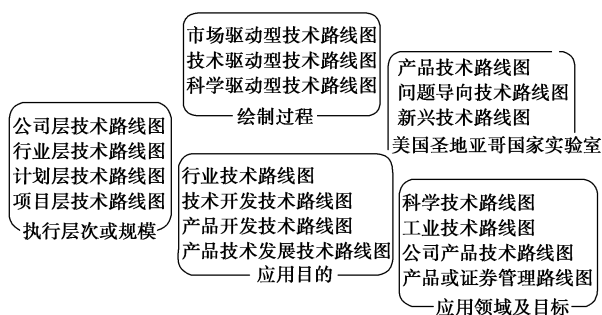 市场驱动型技术路线图
技术驱动型技术路线图
科学驱动型技术路线图
绘制过程
产品技术路线图
问题导向技术路线图
新兴技术路线图
美国圣地亚哥国家实验室
公司层技术路线图
行业层技术路线图
计划层技术路线图
项目层技术路线图
执行层次或规模
行业技术路线图
技术开发技术路线图
产品开发技术路线图
产品技术发展技术路线图
应用目的
科学技术路线图
工业技术路线图
公司产品技术路线图
产品或证券管理路线图
应用领域及目标